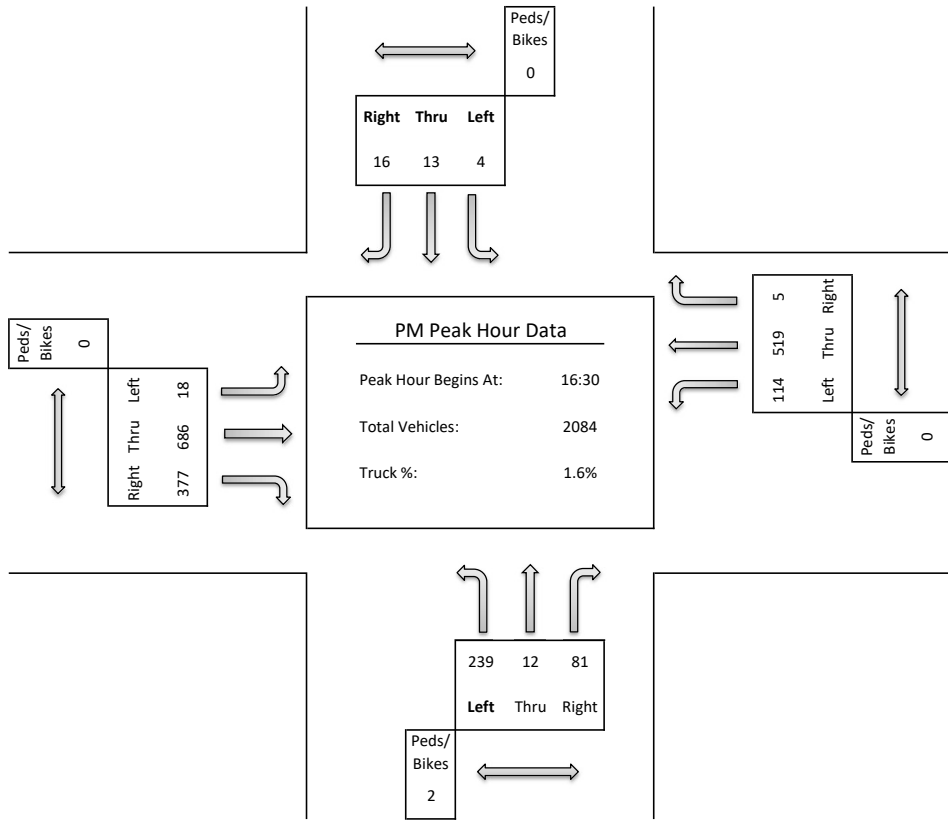 Peds/
Bikes
0
Right Thru Left
16 13 4
Peds/
Bikes
0
Left 18
Thru 686
Right 377
PM Peak Hour Data
Peak Hour Begins At: 16:30
Total Vehicles: 2084
Truck %: 1.6%
5 Right
519 Thru
114 Left
Peds/
Bikes
0
239 12 81
Left Thru Right
Peds/
Bikes
2